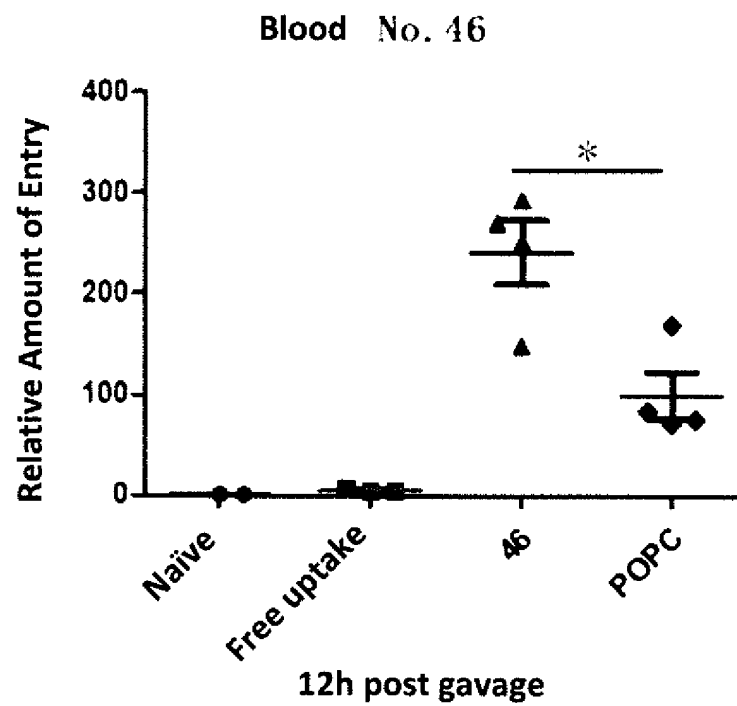 Blood No. 46
400
300
200
100
0
Relative Amount of Entry
*
Naïve
Free uptake
46
POPC
12h post gavage